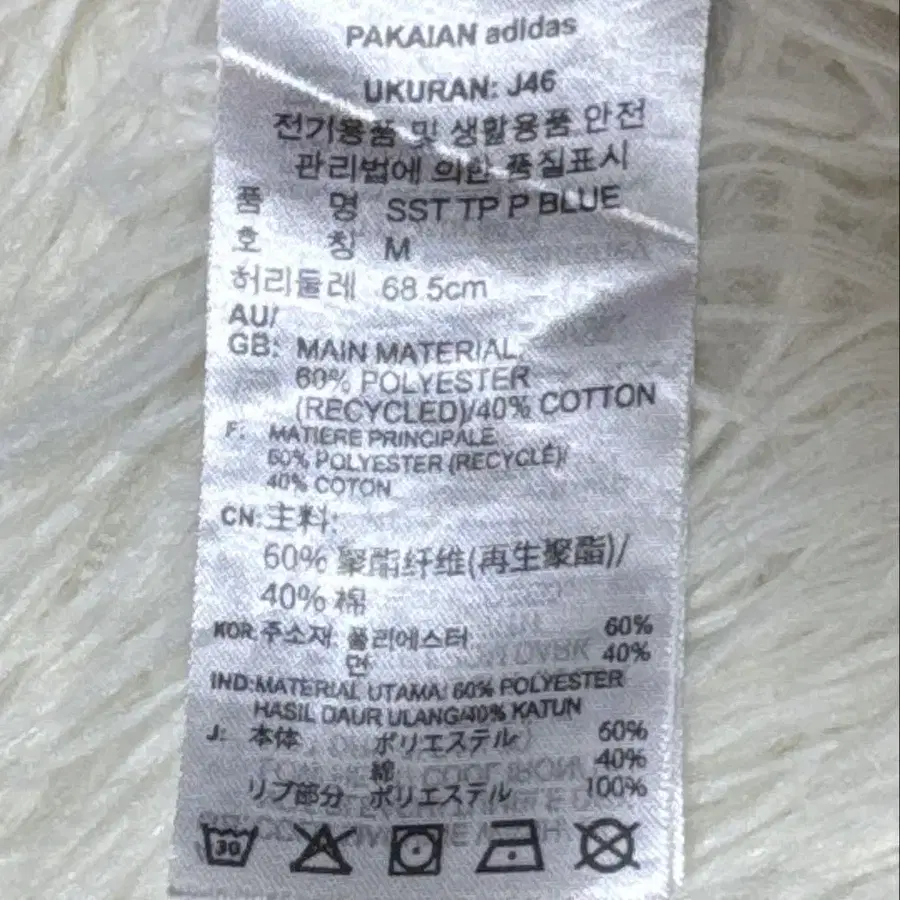 PAKAIAN adidas
UKURAN: J46
전기용품 및 생활용품 안전
관리법에 의한 품질표시
품 명 SST TP P BLUE
호 칭 M
허리둘레 68.5cm
AU/
GB: MAIN MATERIAL:
60% POLYESTER
(RECYCLED)/40% COTTON
F: MATIERE PRINCIPALE:
60% POLYESTER (RECYCLÉ)/
40% COTON
CN: 主料:
60% 聚酯纤维(再生聚酯)/
40% 棉
KOR: 주소재: 폴리에스터 60%
면 40%
IND:MATERIAL UTAMA: 60% POLYESTER
HASIL DAUR ULANG/40% KATUN
J: 本体 ポリエステル 60%
綿 40%
リブ部分 ポリエステル 100%
30